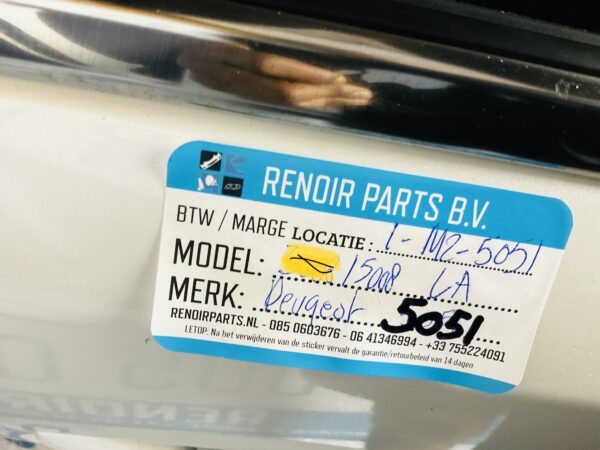 RENOIR PARTS B.V.
BTW / MARGE LOCATIE: 1-M2-5051
MODEL: 15008 LA
MERK: Peugeot 5051
RENOIRPARTS.NL - 085 0603676 - 06 41346994 - +33 755224091
LETOP: Na het verwijderen van de sticker vervalt de garantie/retourbeleid van 14 dagen
RENOIR